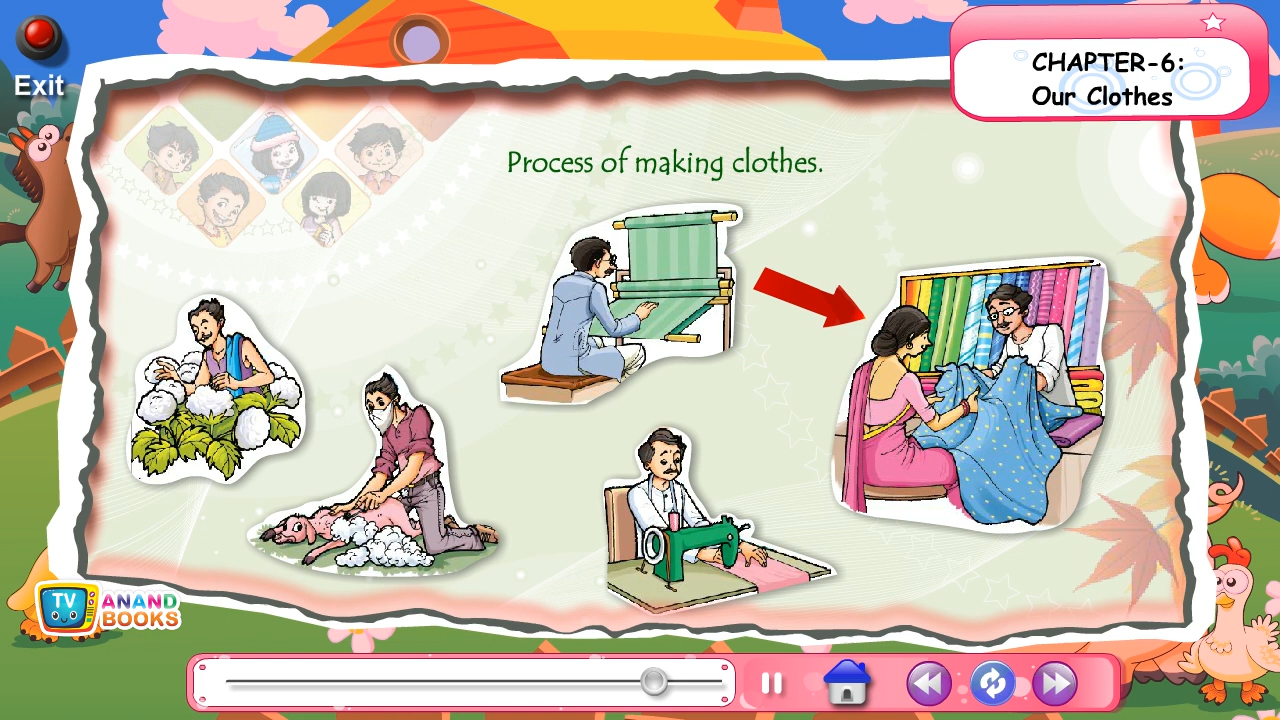 Exit
CHAPTER-6:
Our Clothes
Process of making clothes.
TV
ANAND
BOOKS